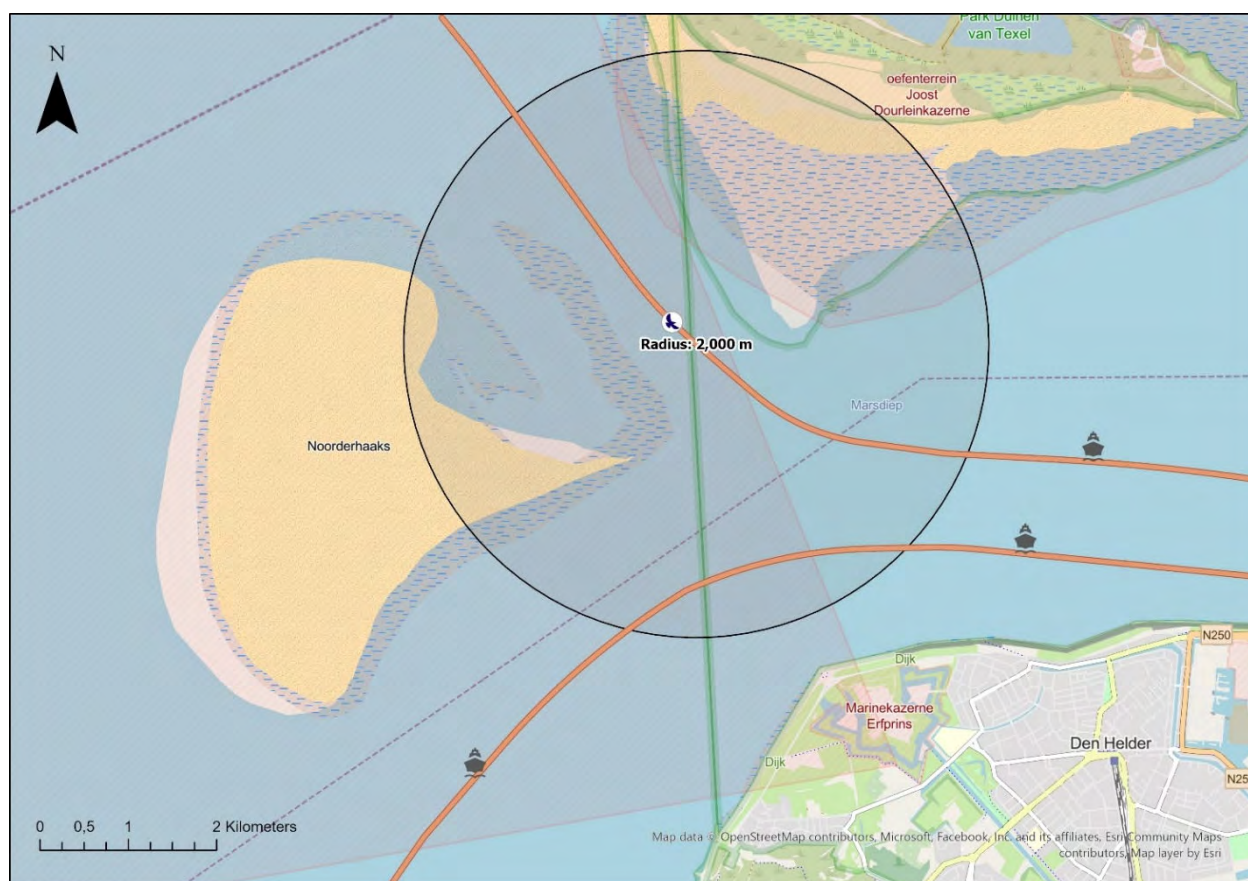 N
Park Duinen
van Texel
oefenterrein
Joost
Dourleinkazerne
Radius: 2,000 m
Marsdiep
Noorderhaaks
N250
Dijk
Marinekazerne
Erfprins
Den Helder
Dijk
N25
0 0,5 1 2 Kilometers
Map data © OpenStreetMap contributors, Microsoft, Facebook, Inc. and its affiliates, Esri Community Maps
contributors, Map layer by Esri